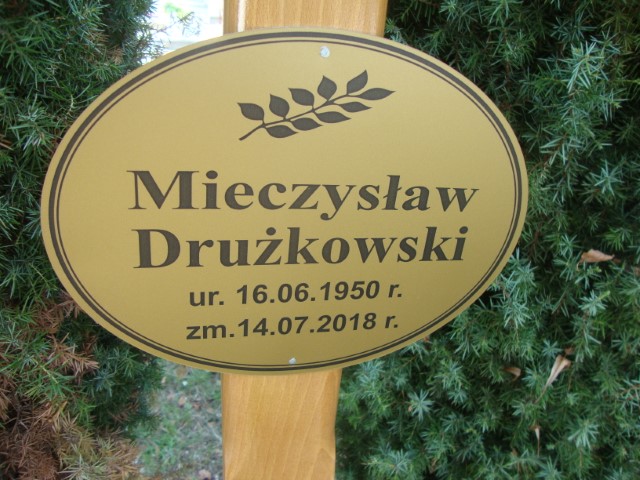 Mieczysław
Drużkowski
ur. 16.06.1950 r.
zm.14.07.2018 r.